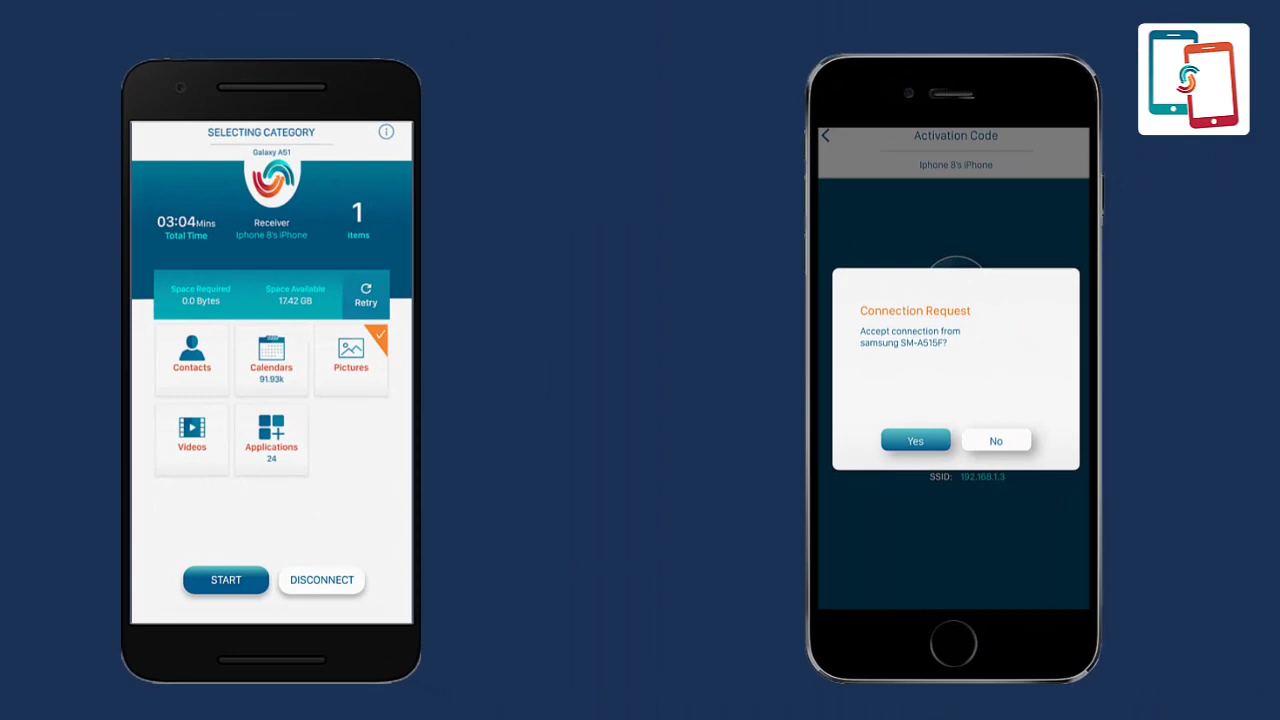 SELECTING CATEGORY
Galaxy A51
03:04Mins
Total Time
Receiver
Iphone 8's iPhone
1
items
Space Required
0.0 Bytes
Space Available
17.42 GB
Retry
Contacts
Calendars
91.93k
Pictures
Videos
Applications
24
START
DISCONNECT
Activation Code
Iphone 8's iPhone
Connection Request
Accept connection from
samsung SM-A515F?
Yes
No
SSID: 192.168.1.3